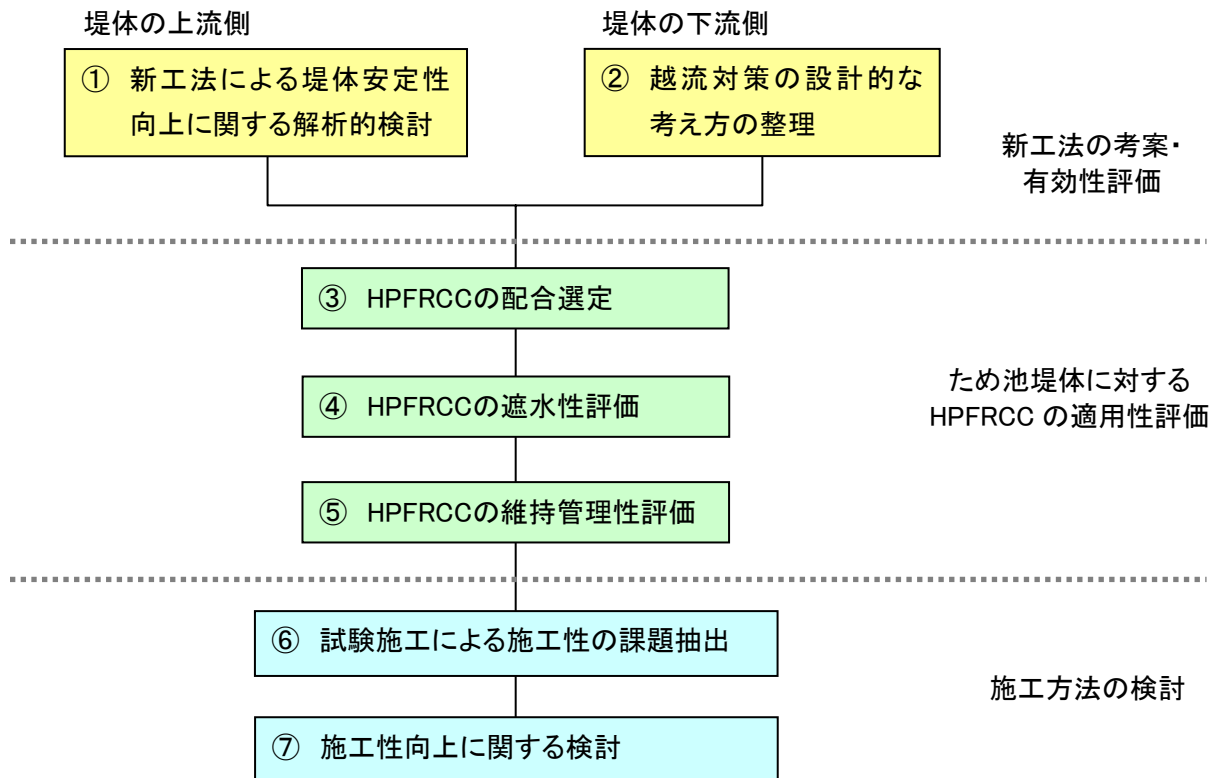 堤体の上流側
堤体の下流側
① 新工法による堤体安定性
向上に関する解析的検討
② 越流対策の設計的な
考え方の整理
新工法の考案・
有効性評価
③ HPFRCCの配合選定
④ HPFRCCの遮水性評価
⑤ HPFRCCの維持管理性評価
ため池堤体に対する
HPFRCC の適用性評価
⑥ 試験施工による施工性の課題抽出
⑦ 施工性向上に関する検討
施工方法の検討